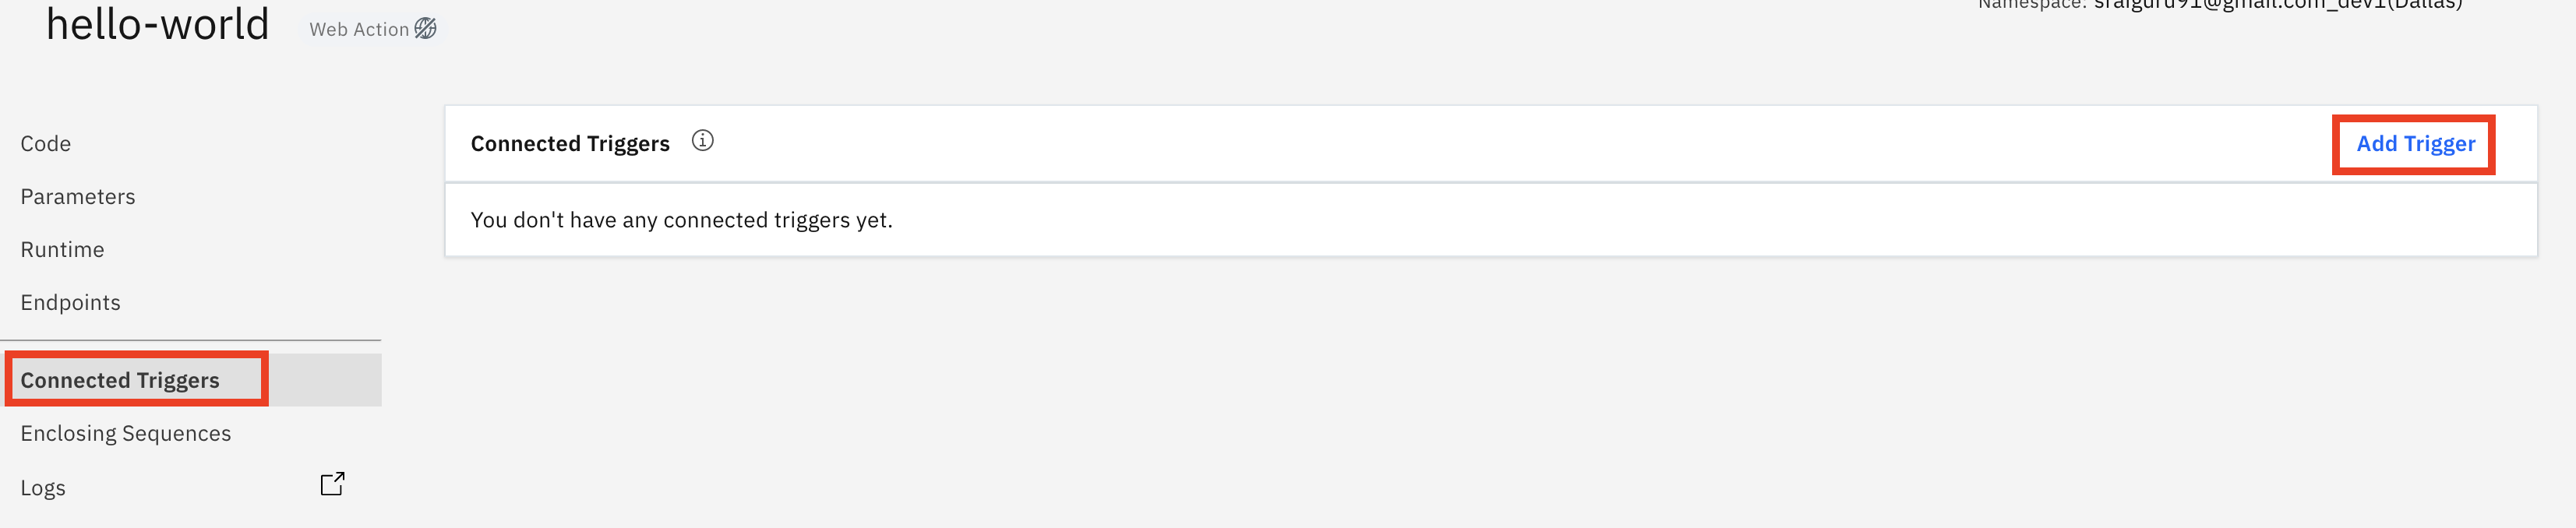 hello-world Web Action
Namespace:
Code
Parameters
Runtime
Endpoints
Connected Triggers
Enclosing Sequences
Logs
Connected Triggers Add Trigger
You don't have any connected triggers yet.